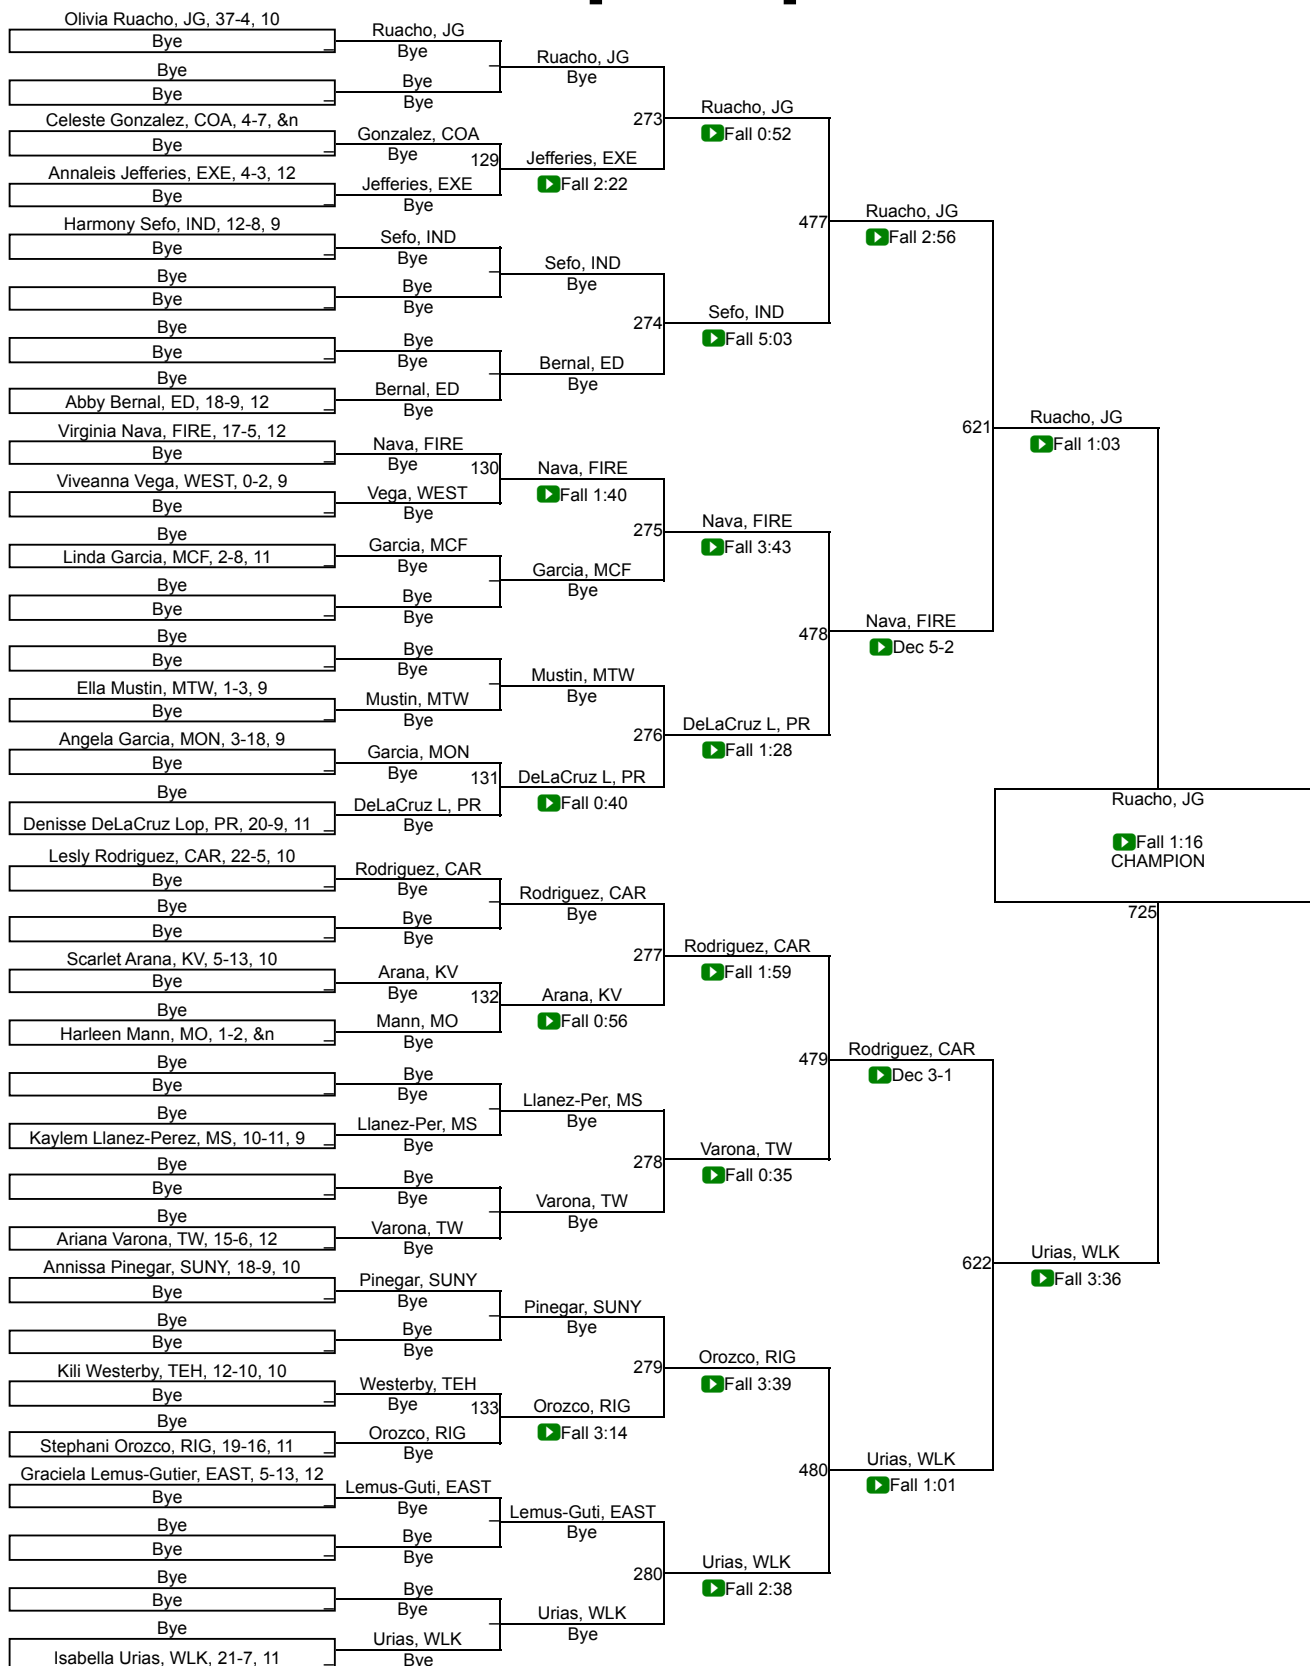 Olivia Ruacho, JG, 37-4, 10
Bye
Bye
Bye
Celeste Gonzalez, COA, 4-7, &n
Bye
Annaleis Jefferies, EXE, 4-3, 12
Bye
Harmony Sefo, IND, 12-8, 9
Bye
Bye
Bye
Bye
Bye
Bye
Abby Bernal, ED, 18-9, 12
Virginia Nava, FIRE, 17-5, 12
Bye
Viveanna Vega, WEST, 0-2, 9
Bye
Bye
Linda Garcia, MCF, 2-8, 11
Bye
Bye
Bye
Bye
Ella Mustin, MTW, 1-3, 9
Bye
Angela Garcia, MON, 3-18, 9
Bye
Bye
Denisse DeLaCruz Lop, PR, 20-9, 11
Lesly Rodriguez, CAR, 22-5, 10
Bye
Bye
Bye
Scarlet Arana, KV, 5-13, 10
Bye
Bye
Harleen Mann, MO, 1-2, &n
Bye
Bye
Bye
Kaylem Llanez-Perez, MS, 10-11, 9
Bye
Bye
Bye
Ariana Varona, TW, 15-6, 12
Annissa Pinegar, SUNY, 18-9, 10
Bye
Bye
Bye
Kili Westerby, TEH, 12-10, 10
Bye
Bye
Stephani Orozco, RIG, 19-16, 11
Graciela Lemus-Gutier, EAST, 5-13, 12
Bye
Bye
Bye
Bye
Bye
Bye
Isabella Urias, WLK, 21-7, 11
Ruacho, JG
Bye
Bye
Bye
Gonzalez, COA
Bye
129
Jefferies, EXE
Bye
Sefo, IND
Bye
Bye
Bye
Bye
Bye
Bernal, ED
Bye
Nava, FIRE
Bye
130
Vega, WEST
Bye
Garcia, MCF
Bye
Bye
Bye
Bye
Bye
Mustin, MTW
Bye
Garcia, MON
Bye
131
DeLaCruz L, PR
Bye
Rodriguez, CAR
Bye
Bye
Bye
Arana, KV
Bye
132
Mann, MO
Bye
Bye
Bye
Llanez-Per, MS
Bye
Bye
Bye
Varona, TW
Bye
Pinegar, SUNY
Bye
Bye
Bye
Westerby, TEH
Bye
133
Orozco, RIG
Bye
Lemus-Guti, EAST
Bye
Bye
Bye
Bye
Bye
Urias, WLK
Bye
Ruacho, JG
Bye
273
Jefferies, EXE
Fall 2:22
Sefo, IND
Bye
274
Bernal, ED
Bye
Nava, FIRE
Fall 1:40
275
Garcia, MCF
Bye
Mustin, MTW
Bye
276
DeLaCruz L, PR
Fall 0:40
Rodriguez, CAR
Bye
277
Arana, KV
Fall 0:56
Llanez-Per, MS
Bye
278
Varona, TW
Bye
Pinegar, SUNY
Bye
279
Orozco, RIG
Fall 3:14
Lemus-Guti, EAST
Bye
280
Urias, WLK
Bye
Ruacho, JG
Fall 0:52
477
Sefo, IND
Fall 5:03
Nava, FIRE
Fall 3:43
478
DeLaCruz L, PR
Fall 1:28
Rodriguez, CAR
Fall 1:59
479
Varona, TW
Fall 0:35
Orozco, RIG
Fall 3:39
480
Urias, WLK
Fall 2:38
Ruacho, JG
Fall 2:56
621
Nava, FIRE
Dec 5-2
Rodriguez, CAR
Dec 3-1
622
Urias, WLK
Fall 1:01
Ruacho, JG
Fall 1:03
Urias, WLK
Fall 3:36
Ruacho, JG
Fall 1:16
CHAMPION
725